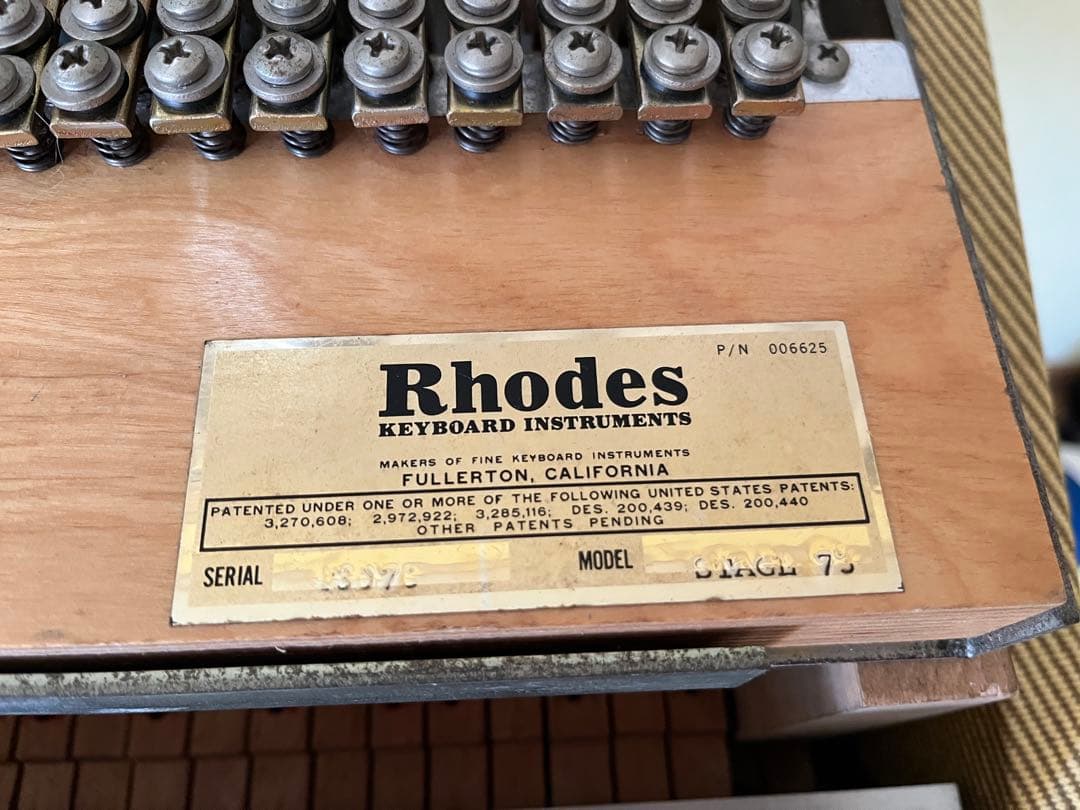 P/N 006625
Rhodes
KEYBOARD INSTRUMENTS
MAKERS OF FINE KEYBOARD INSTRUMENTS
FULLERTON, CALIFORNIA
PATENTED UNDER ONE OR MORE OF THE FOLLOWING UNITED STATES PATENTS:
3,270,608; 2,972,922; 3,285,116; DES. 200,439; DES. 200,440
OTHER PATENTS PENDING
SERIAL
MODEL STAGE 73